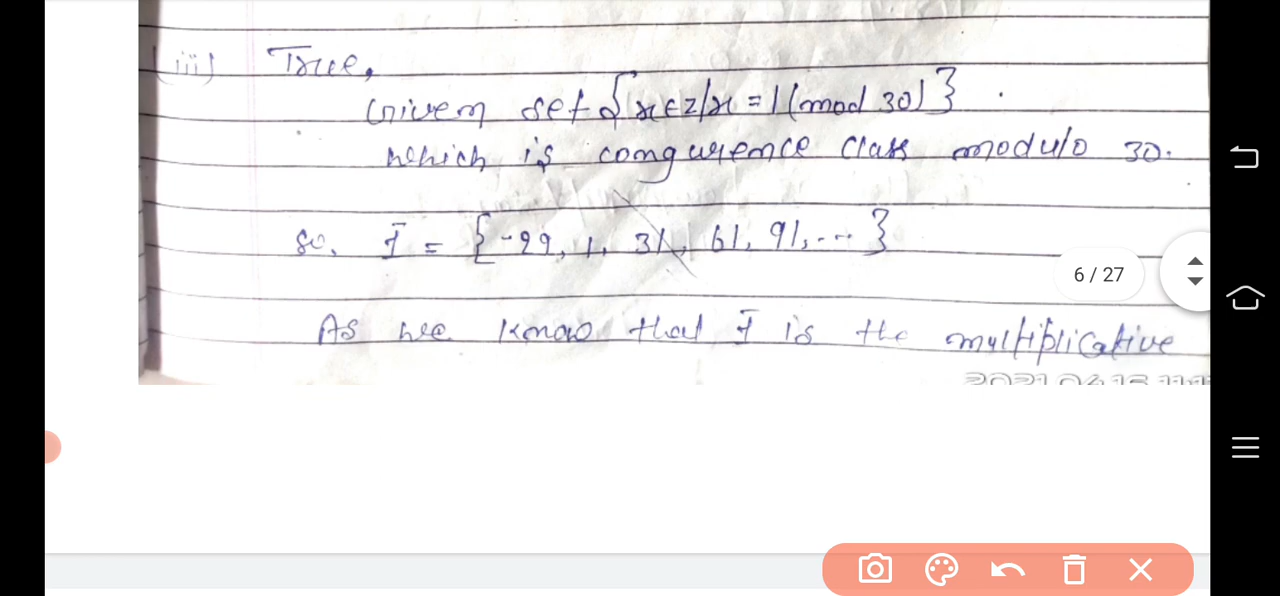 (iii) True,
Given set {x∈z/x = 1 (mod 30)} .
which is congurence class modulo 30.
So, 1̄ = {-29, 1, 31, 61, 91, ... }
6 / 27
As we know that 1̄ is the multiplicative